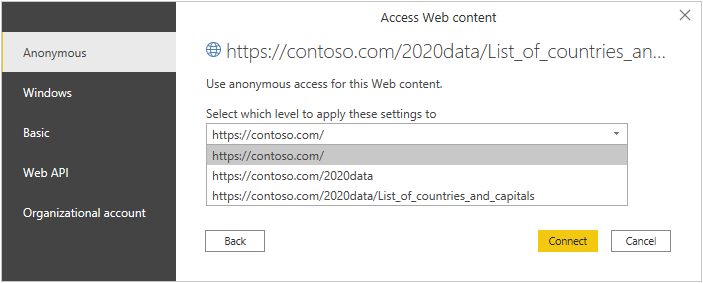 Access Web content
Anonymous
Windows
Basic
Web API
Organizational account
https://contoso.com/2020data/List_of_countries_an...
Use anonymous access for this Web content.
Select which level to apply these settings to
https://contoso.com/
https://contoso.com/
https://contoso.com/2020data
https://contoso.com/2020data/List_of_countries_and_capitals
Back
Connect
Cancel